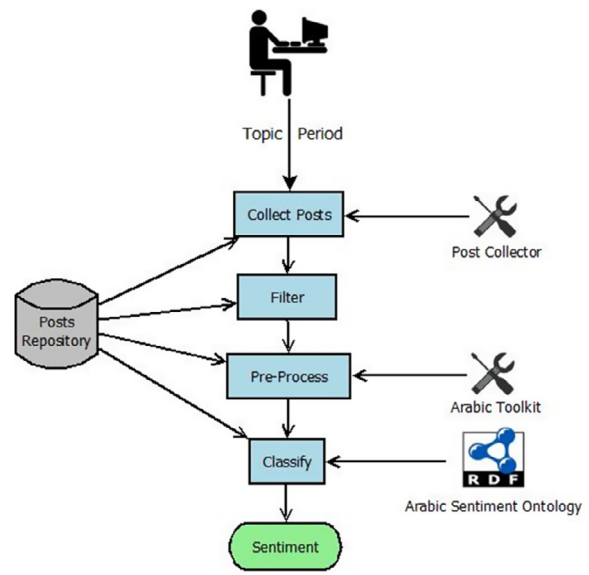 Topic Period
Collect Posts
Post Collector
Filter
Posts
Repository
Pre-Process
Arabic Toolkit
Classify
RDF
Arabic Sentiment Ontology
Sentiment